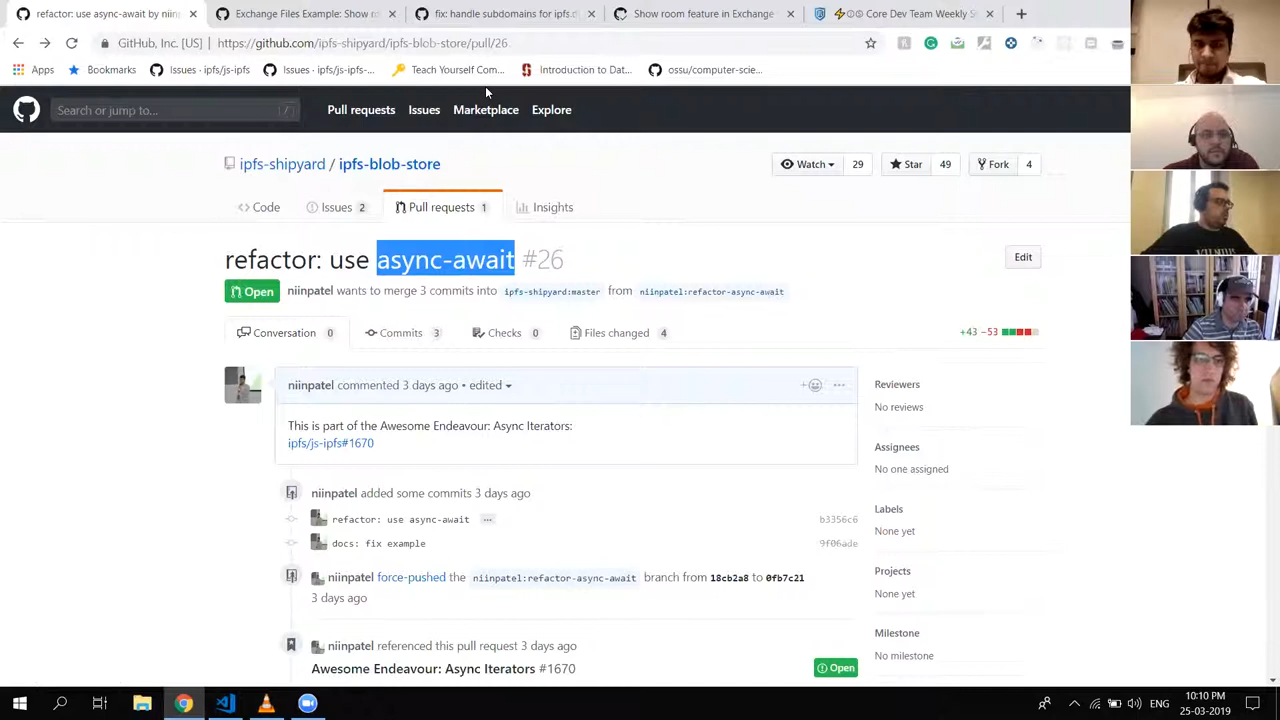 refactor: use async-await by niin
Exchange Files Example: Show r
fix: handle subdomains for ipfs.d
Show room feature in Exchange
Core Dev Team Weekly S
GitHub, Inc. [US] https://github.com/ipfs-shipyard/ipfs-blob-store/pull/26
Apps Bookmarks Issues · ipfs/js-ipfs Issues · ipfs/js-ipfs-... Teach Yourself Com... Introduction to Dat... ossu/computer-scie...
Search or jump to... / Pull requests Issues Marketplace Explore
ipfs-shipyard / ipfs-blob-store Watch 29 Star 49 Fork 4
Code Issues 2 Pull requests 1 Insights
refactor: use async-await #26 Edit
Open niinpatel wants to merge 3 commits into ipfs-shipyard:master from niinpatel:refactor-async-await
Conversation 0 Commits 3 Checks 0 Files changed 4 +43 −53
niinpatel commented 3 days ago • edited
This is part of the Awesome Endeavour: Async Iterators:
ipfs/js-ipfs#1670
niinpatel added some commits 3 days ago
refactor: use async-await ... b3356c6
docs: fix example 9f06ade
niinpatel force-pushed the niinpatel:refactor-async-await branch from 18cb2a8 to 0fb7c21
3 days ago
niinpatel referenced this pull request 3 days ago
Awesome Endeavour: Async Iterators #1670 Open
Reviewers
No reviews
Assignees
No one assigned
Labels
None yet
Projects
None yet
Milestone
No milestone
ENG
10:10 PM
25-03-2019